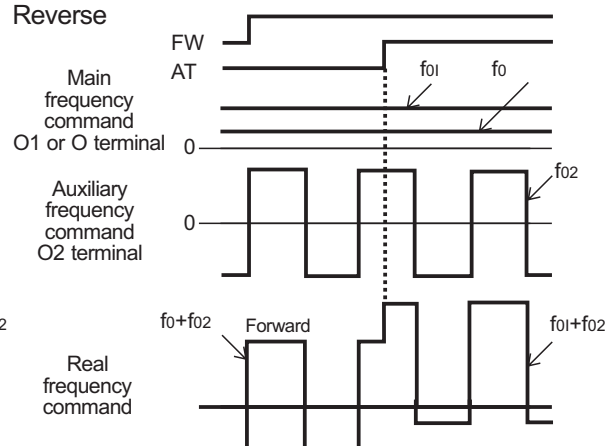 Reverse
FW
AT
Main
frequency
command
O1 or O terminal
0
f0I
f0
Auxiliary
frequency
command
O2 terminal
0
f02
2
f0+f02
Forward
f0I+f02
Real
frequency
command